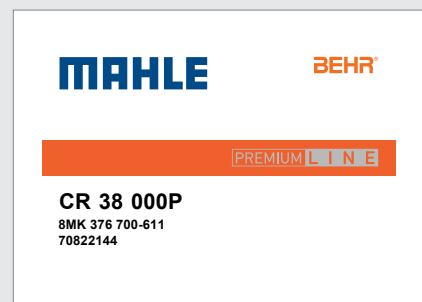 MAHLE
BEHR®
PREMIUM LINE
CR 38 000P
8MK 376 700-611
70822144